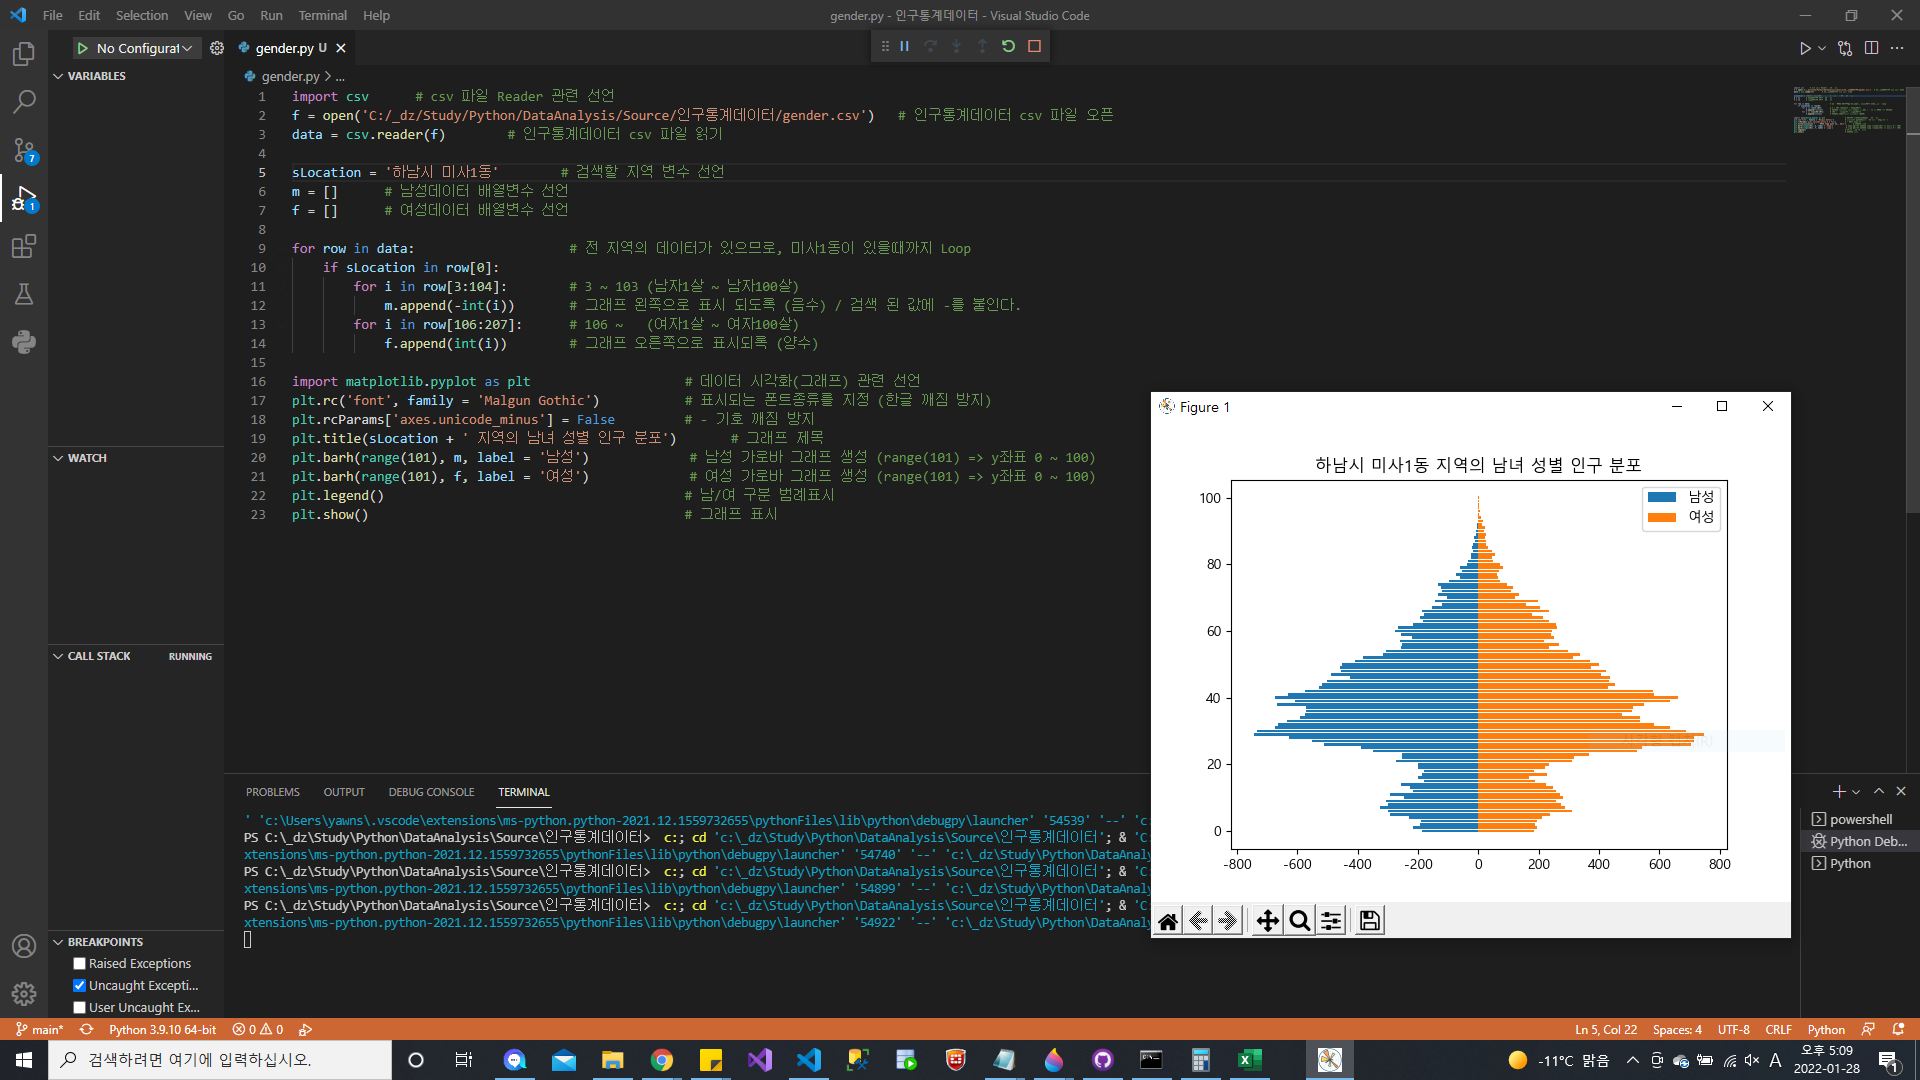 File Edit Selection View Go Run Terminal Help
gender.py - 인구통계데이터 - Visual Studio Code
No Configurat
gender.py U
VARIABLES
gender.py > ...
1 import csv # csv 파일 Reader 관련 선언
2 f = open('C:/_dz/Study/Python/DataAnalysis/Source/인구통계데이터/gender.csv') # 인구통계데이터 csv 파일 오픈
3 data = csv.reader(f) # 인구통계데이터 csv 파일 읽기
4
5 sLocation = '하남시 미사1동' # 검색할 지역 변수 선언
6 m = [] # 남성데이터 배열변수 선언
7 f = [] # 여성데이터 배열변수 선언
8
9 for row in data: # 전 지역의 데이터가 있으므로, 미사1동이 있을때까지 Loop
10 if sLocation in row[0]:
11 for i in row[3:104]: # 3 ~ 103 (남자1살 ~ 남자100살)
12 m.append(-int(i)) # 그래프 왼쪽으로 표시 되도록 (음수) / 검색 된 값에 -를 붙인다.
13 for i in row[106:207]: # 106 ~ (여자1살 ~ 여자100살)
14 f.append(int(i)) # 그래프 오른쪽으로 표시되록 (양수)
15
16 import matplotlib.pyplot as plt # 데이터 시각화(그래프) 관련 선언
17 plt.rc('font', family = 'Malgun Gothic') # 표시되는 폰트종류를 지정 (한글 깨짐 방지)
18 plt.rcParams['axes.unicode_minus'] = False # - 기호 깨짐 방지
19 plt.title(sLocation + ' 지역의 남녀 성별 인구 분포') # 그래프 제목
20 plt.barh(range(101), m, label = '남성') # 남성 가로바 그래프 생성 (range(101) => y좌표 0 ~ 100)
21 plt.barh(range(101), f, label = '여성') # 여성 가로바 그래프 생성 (range(101) => y좌표 0 ~ 100)
22 plt.legend() # 남/여 구분 범례표시
23 plt.show() # 그래프 표시
7
1
WATCH
CALL STACK RUNNING
BREAKPOINTS
Raised Exceptions
Uncaught Excepti...
User Uncaught Ex...
Figure 1
하남시 미사1동 지역의 남녀 성별 인구 분포
남성
여성
100
80
60
40
20
0
-800 -600 -400 -200 0 200 400 600 800
PROBLEMS OUTPUT DEBUG CONSOLE TERMINAL
' 'c:\Users\yawns\.vscode\extensions\ms-python.python-2021.12.1559732655\pythonFiles\lib\python\debugpy\launcher' '54539' '--' 'c:
PS C:\_dz\Study\Python\DataAnalysis\Source\인구통계데이터> c:; cd 'c:\_dz\Study\Python\DataAnalysis\Source\인구통계데이터'; & 'C:
xtensions\ms-python.python-2021.12.1559732655\pythonFiles\lib\python\debugpy\launcher' '54740' '--' 'c:\_dz\Study\Python\DataAnaly
PS C:\_dz\Study\Python\DataAnalysis\Source\인구통계데이터> c:; cd 'c:\_dz\Study\Python\DataAnalysis\Source\인구통계데이터'; & 'C:
xtensions\ms-python.python-2021.12.1559732655\pythonFiles\lib\python\debugpy\launcher' '54899' '--' 'c:\_dz\Study\Python\DataAnaly
PS C:\_dz\Study\Python\DataAnalysis\Source\인구통계데이터> c:; cd 'c:\_dz\Study\Python\DataAnalysis\Source\인구통계데이터'; & 'C:
xtensions\ms-python.python-2021.12.1559732655\pythonFiles\lib\python\debugpy\launcher' '54922' '--' 'c:\_dz\Study\Python\DataAnaly
powershell
Python Deb...
Python
main* Python 3.9.10 64-bit 0 0
Ln 5, Col 22 Spaces: 4 UTF-8 CRLF Python
검색하려면 여기에 입력하십시오.
-11°C 맑음 A 오후 5:09
2022-01-28
1